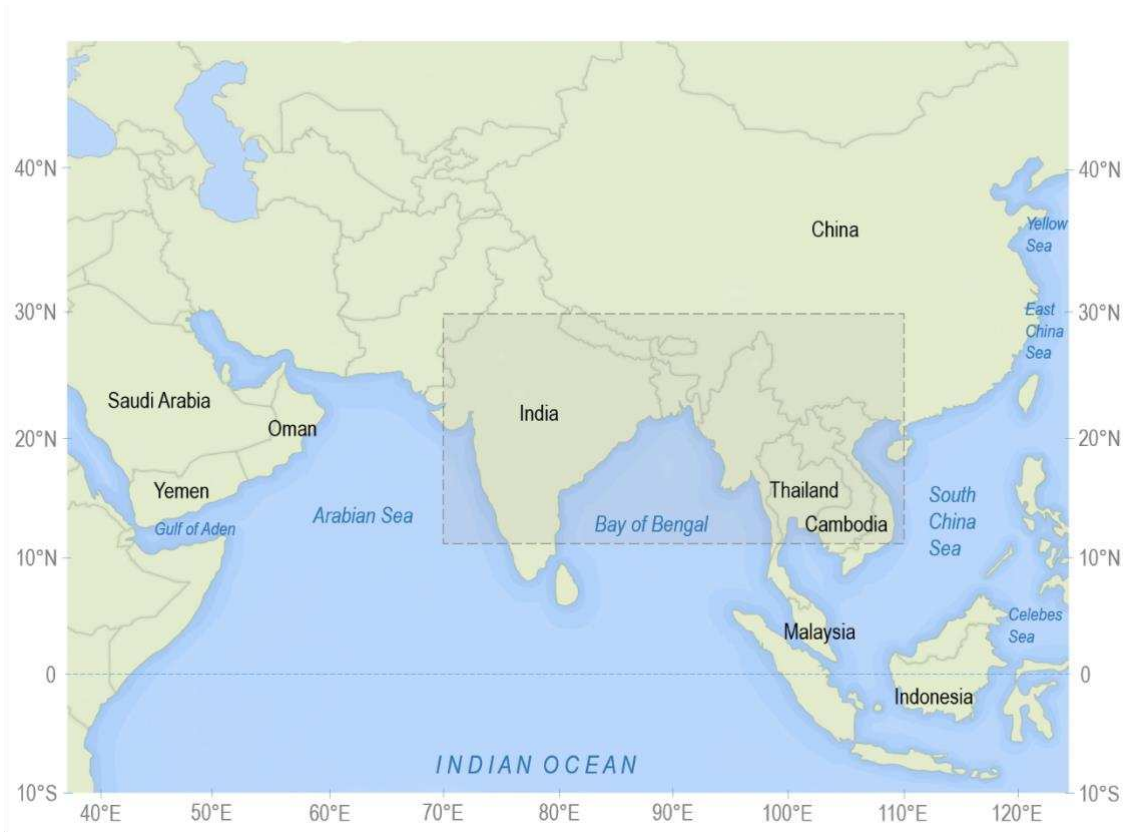 40°N
40°N
China
Yellow
Sea
30°N
30°N
East
China
Sea
Saudi Arabia
India
Oman
20°N
20°N
Yemen
Thailand
South
China
Sea
Arabian Sea
Bay of Bengal
Cambodia
Gulf of Aden
10°N
10°N
Celebes
Sea
Malaysia
0
0
Indonesia
INDIAN OCEAN
10°S
10°S
40°E
50°E
60°E
70°E
80°E
90°E
100°E
110°E
120°E